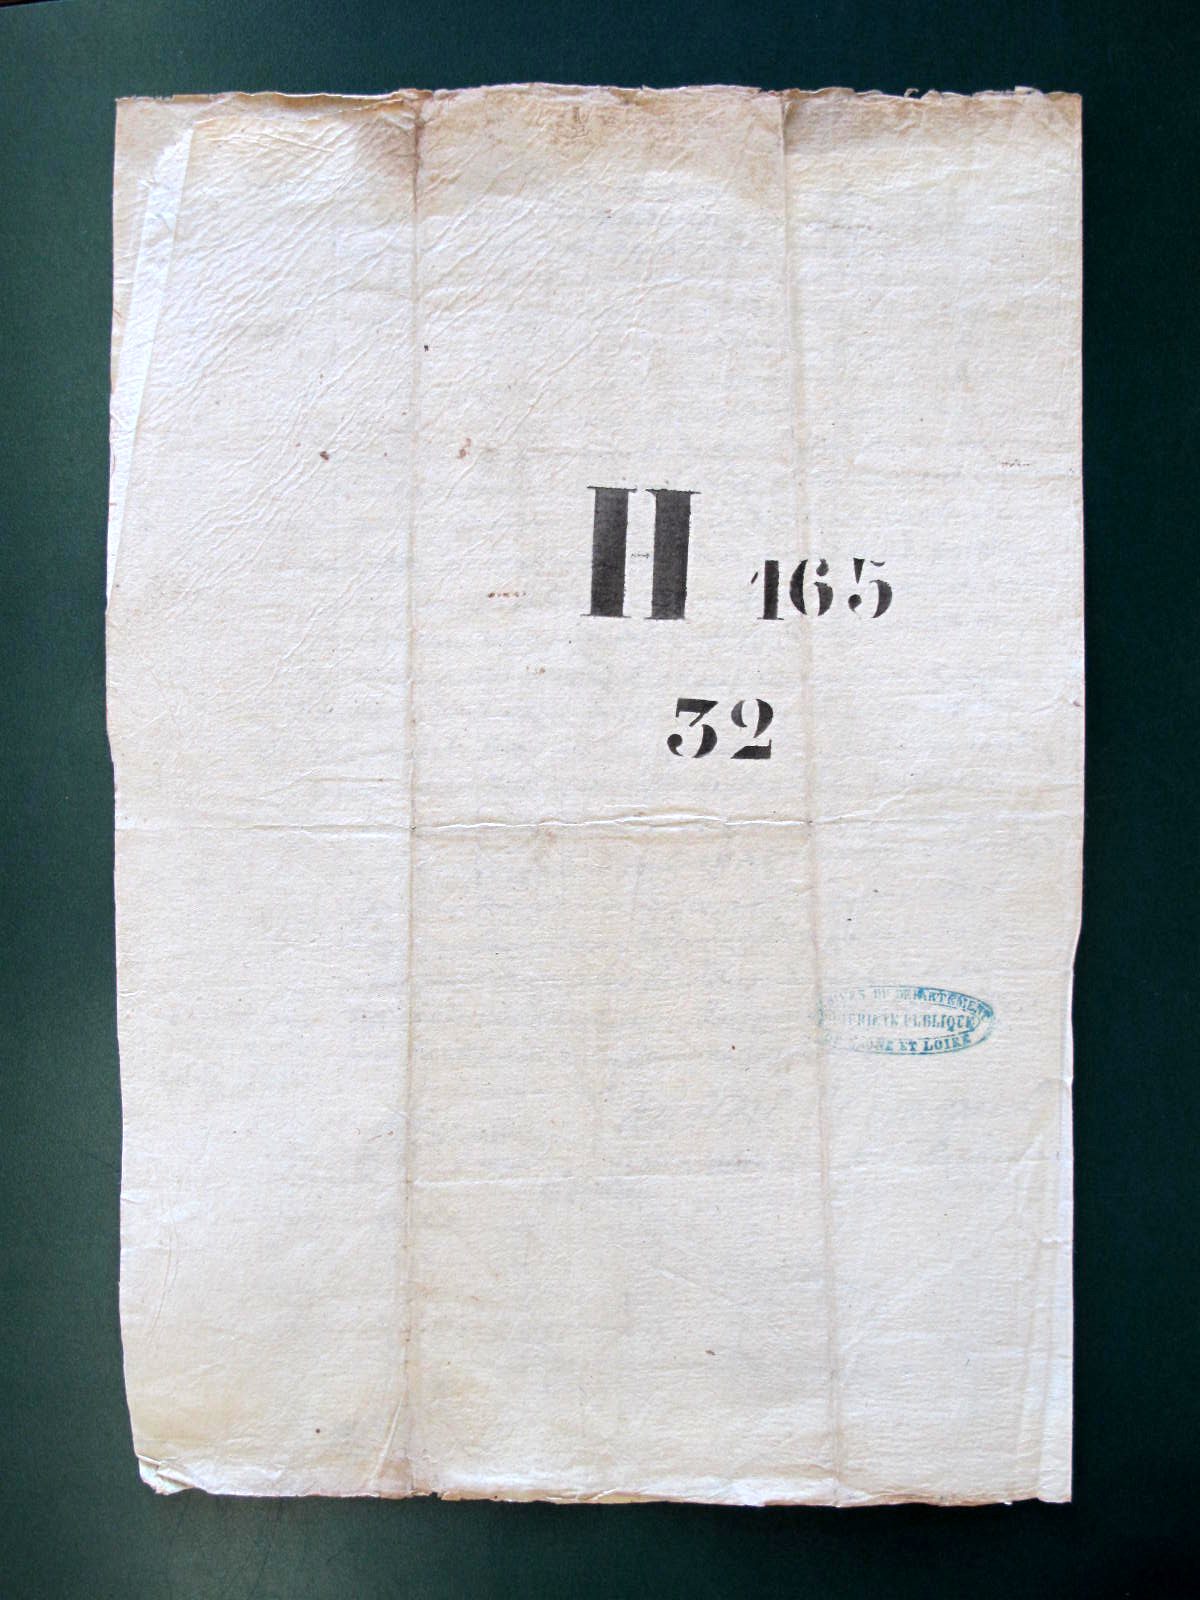 H 165
32
DU DEPARTEMENT
PUBLIQUE
ET LOIRE